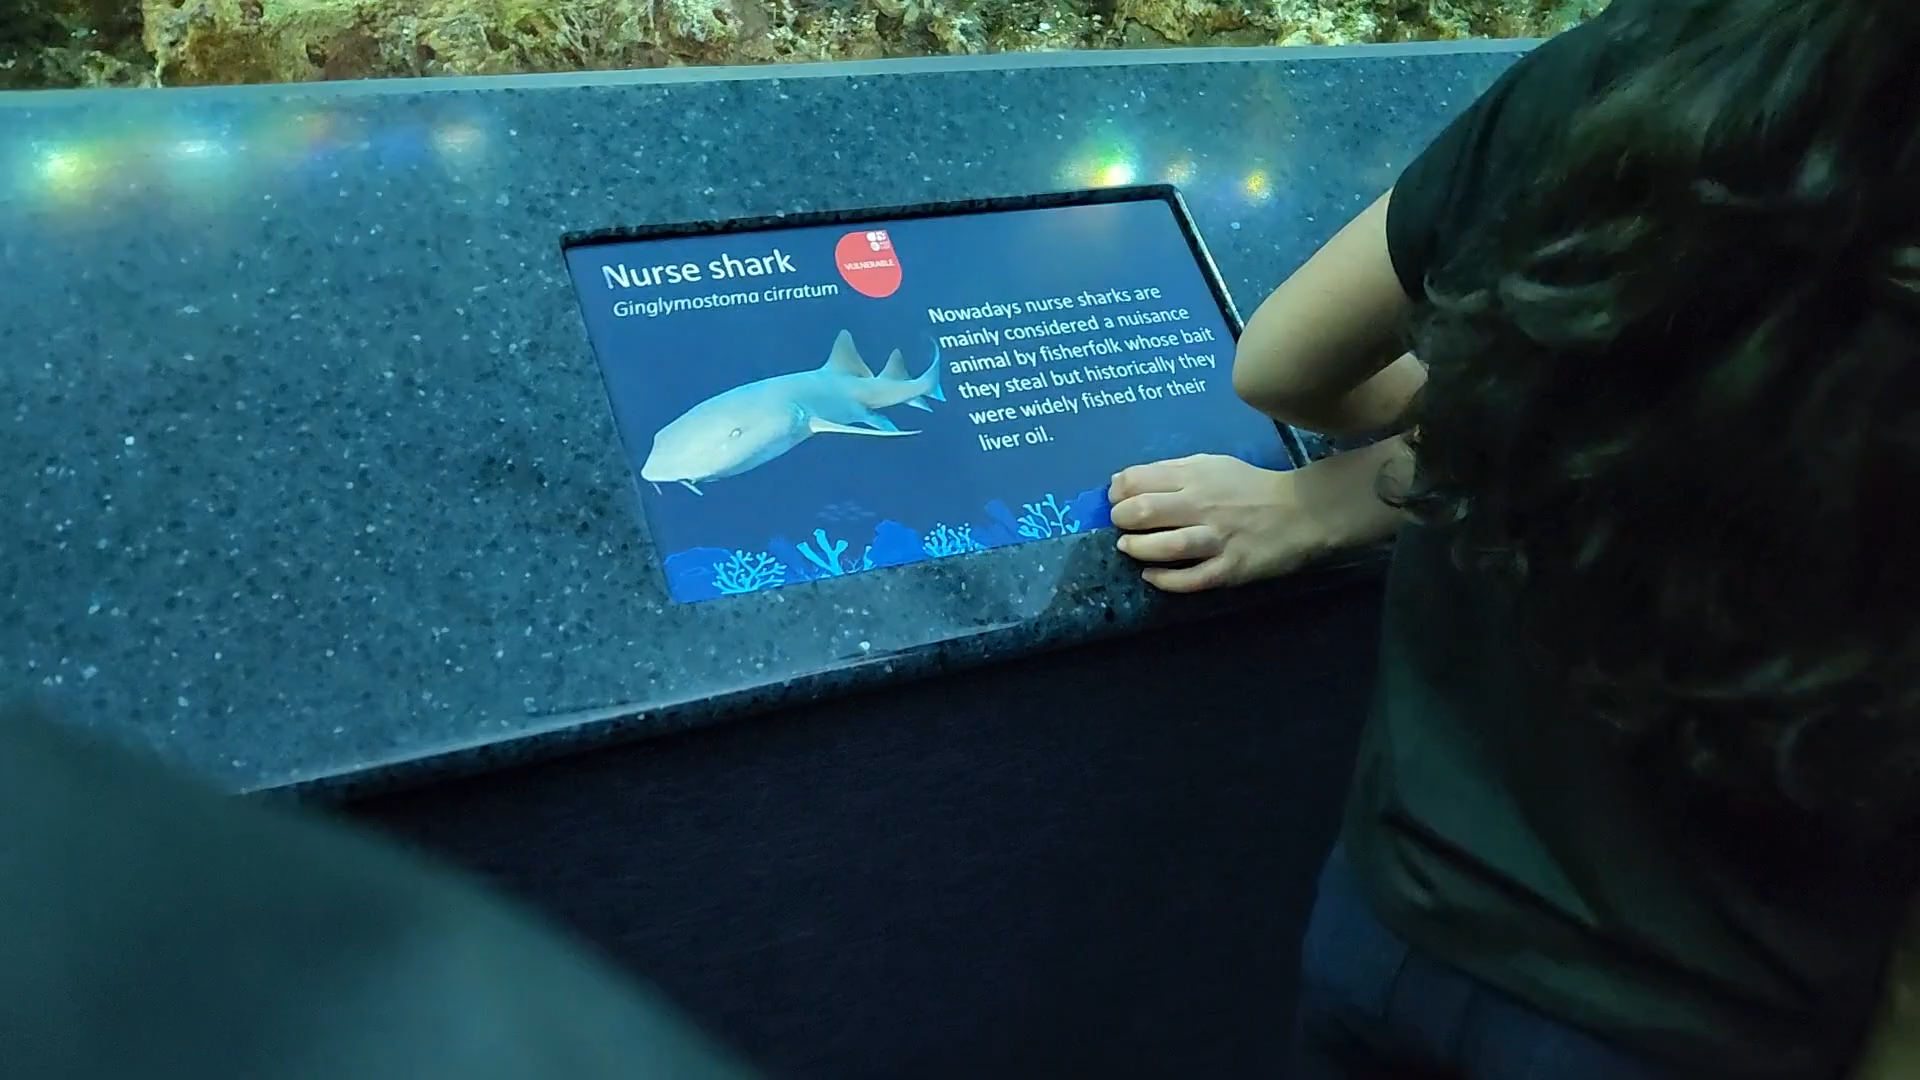 Nurse shark
Ginglymostoma cirratum
VULNERABLE
Nowadays nurse sharks are
mainly considered a nuisance
animal by fisherfolk whose bait
they steal but historically they
were widely fished for their
liver oil.